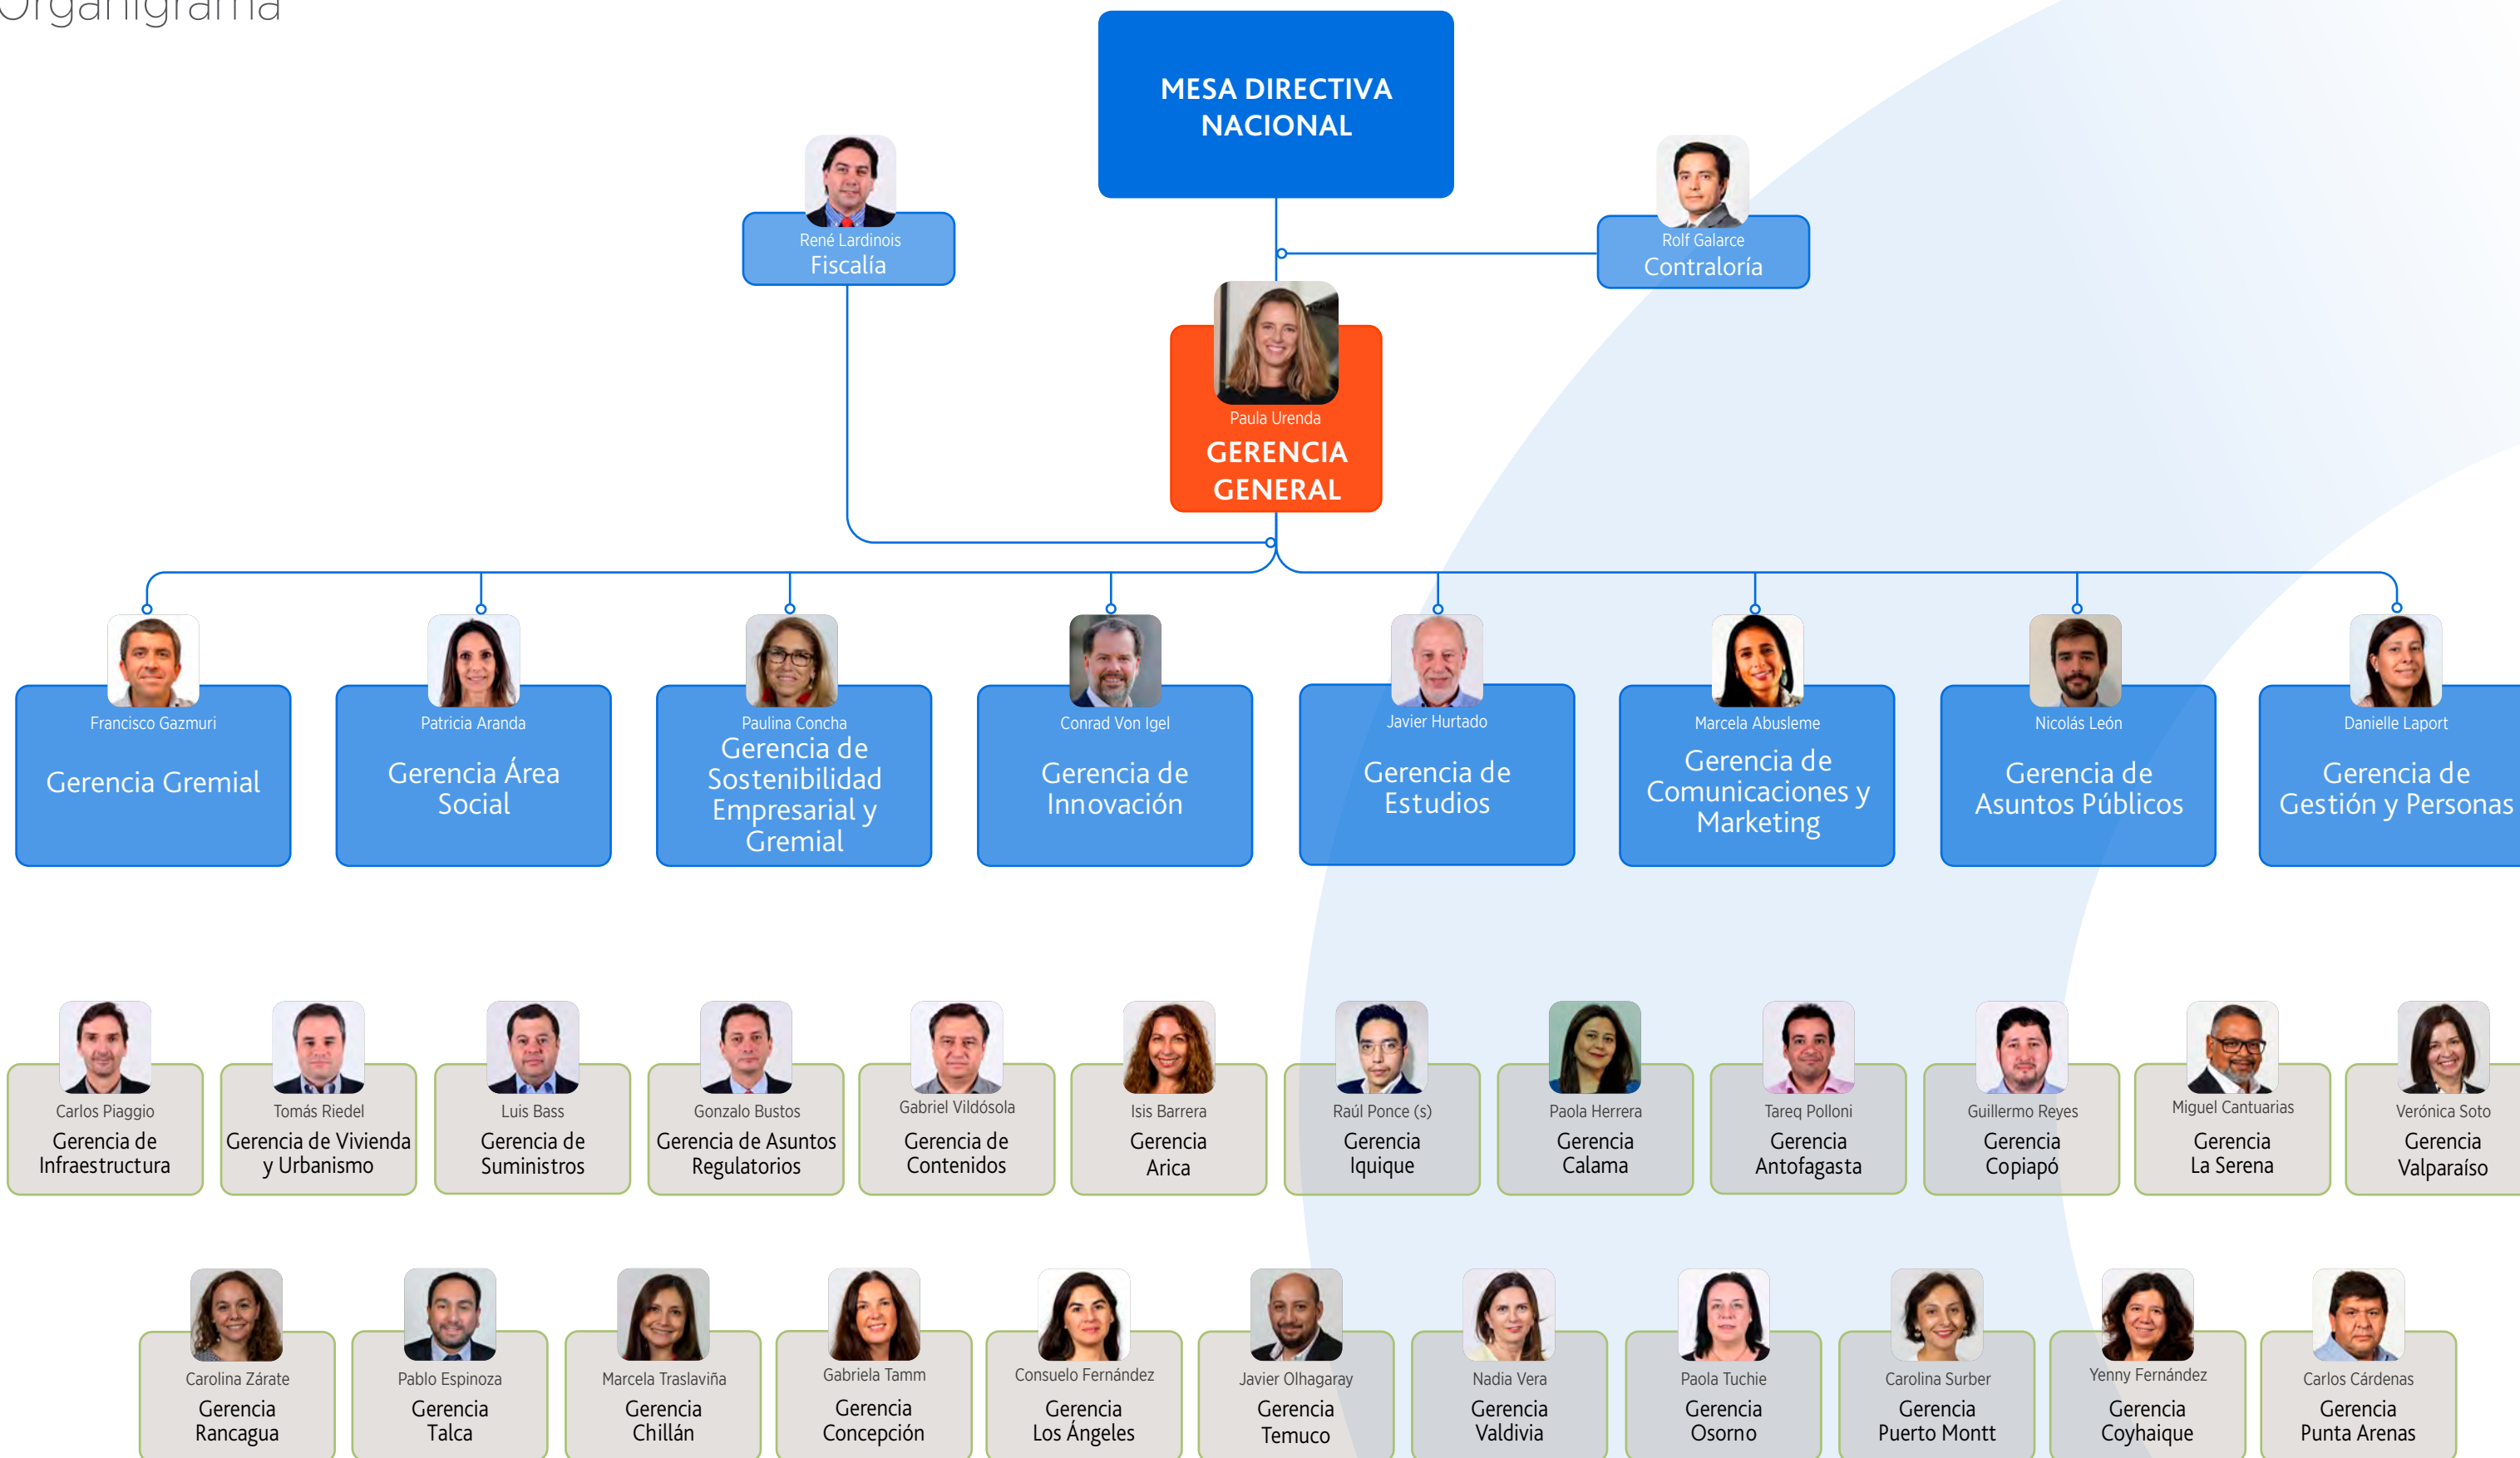 Organigrama
MESA DIRECTIVA
NACIONAL
René Lardinois
Fiscalía
Rolf Galarce
Contraloría
Paula Urenda
GERENCIA
GENERAL
Francisco Gazmuri
Gerencia Gremial
Patricia Aranda
Gerencia Área
Social
Paulina Concha
Gerencia de
Sostenibilidad
Empresarial y
Gremial
Conrad Von Igel
Gerencia de
Innovación
Javier Hurtado
Gerencia de
Estudios
Marcela Abusleme
Gerencia de
Comunicaciones y
Marketing
Nicolás León
Gerencia de
Asuntos Públicos
Danielle Laport
Gerencia de
Gestión y Personas
Carlos Piaggio
Gerencia de
Infraestructura
Tomás Riedel
Gerencia de Vivienda
y Urbanismo
Luis Bass
Gerencia de
Suministros
Gonzalo Bustos
Gerencia de Asuntos
Regulatorios
Gabriel Vildósola
Gerencia de
Contenidos
Isis Barrera
Gerencia
Arica
Raúl Ponce (s)
Gerencia
Iquique
Paola Herrera
Gerencia
Calama
Tareq Polloni
Gerencia
Antofagasta
Guillermo Reyes
Gerencia
Copiapó
Miguel Cantuarias
Gerencia
La Serena
Verónica Soto
Gerencia
Valparaíso
Carolina Zárate
Gerencia
Rancagua
Pablo Espinoza
Gerencia
Talca
Marcela Traslaviña
Gerencia
Chillán
Gabriela Tamm
Gerencia
Concepción
Consuelo Fernández
Gerencia
Los Ángeles
Javier Olhagaray
Gerencia
Temuco
Nadia Vera
Gerencia
Valdivia
Paola Tuchie
Gerencia
Osorno
Carolina Surber
Gerencia
Puerto Montt
Yenny Fernández
Gerencia
Coyhaique
Carlos Cárdenas
Gerencia
Punta Arenas